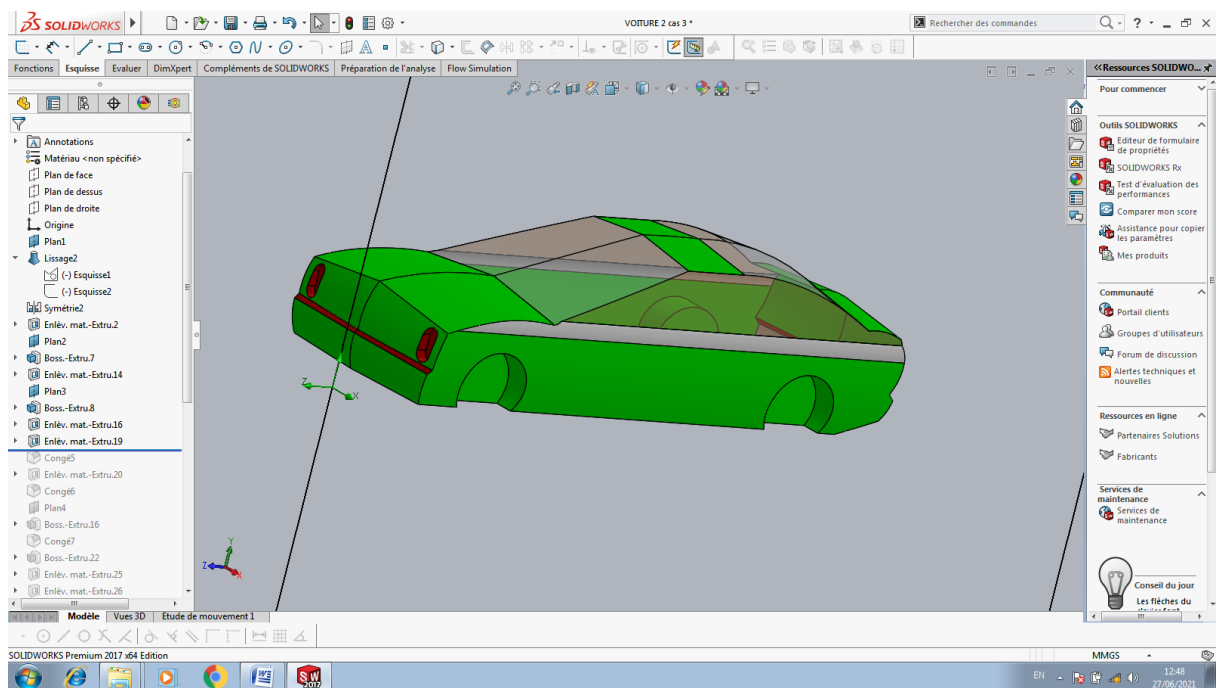 SOLIDWORKS
VOITURE 2 cas 3 *
Rechercher des commandes
Fonctions
Esquisse
Evaluer
DimXpert
Compléments de SOLIDWORKS
Préparation de l'analyse
Flow Simulation
Annotations
Matériau <non spécifié>
Plan de face
Plan de dessus
Plan de droite
Origine
Plan1
Lissage2
(-) Esquisse1
(-) Esquisse2
Symétrie2
Enlèv. mat.-Extru.2
Plan2
Boss.-Extru.7
Enlèv. mat.-Extru.14
Plan3
Boss.-Extru.8
Enlèv. mat.-Extru.16
Enlèv. mat.-Extru.19
Congé5
Enlèv. mat.-Extru.20
Congé6
Plan4
Boss.-Extru.16
Congé7
Boss.-Extru.22
Enlèv. mat.-Extru.25
Enlèv. mat.-Extru.26
Z
X
Y
Z
X
Ressources SOLIDWO...
Pour commencer
Outils SOLIDWORKS
Editeur de formulaire
de propriétés
SOLIDWORKS Rx
Test d'évaluation des
performances
Comparer mon score
Assistance pour copier
les paramètres
Mes produits
Communauté
Portail clients
Groupes d'utilisateurs
Forum de discussion
Alertes techniques et
nouvelles
Ressources en ligne
Partenaires Solutions
Fabricants
Services de
maintenance
Services de
maintenance
Conseil du jour
Les flèches du
Modèle
Vues 3D
Etude de mouvement 1
SOLIDWORKS Premium 2017 x64 Edition
MMGS
SW
2017
EN
12:48
27/06/2021